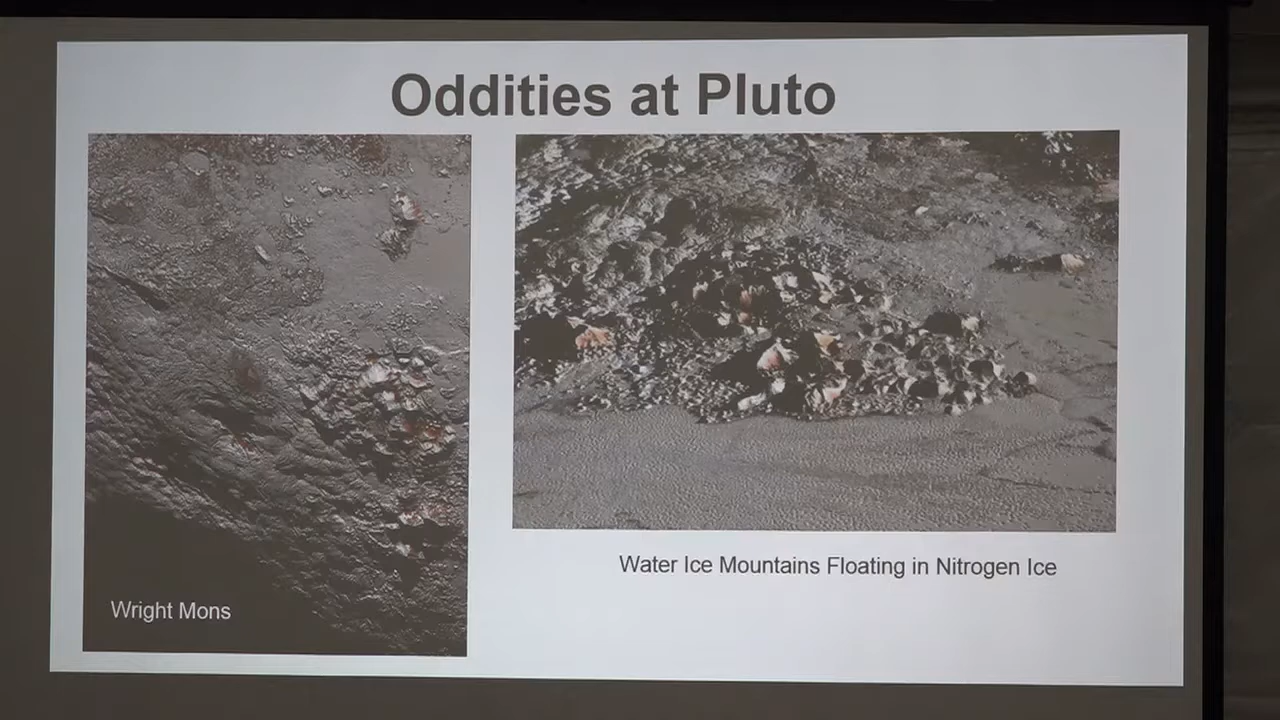 Oddities at Pluto
Wright Mons
Water Ice Mountains Floating in Nitrogen Ice